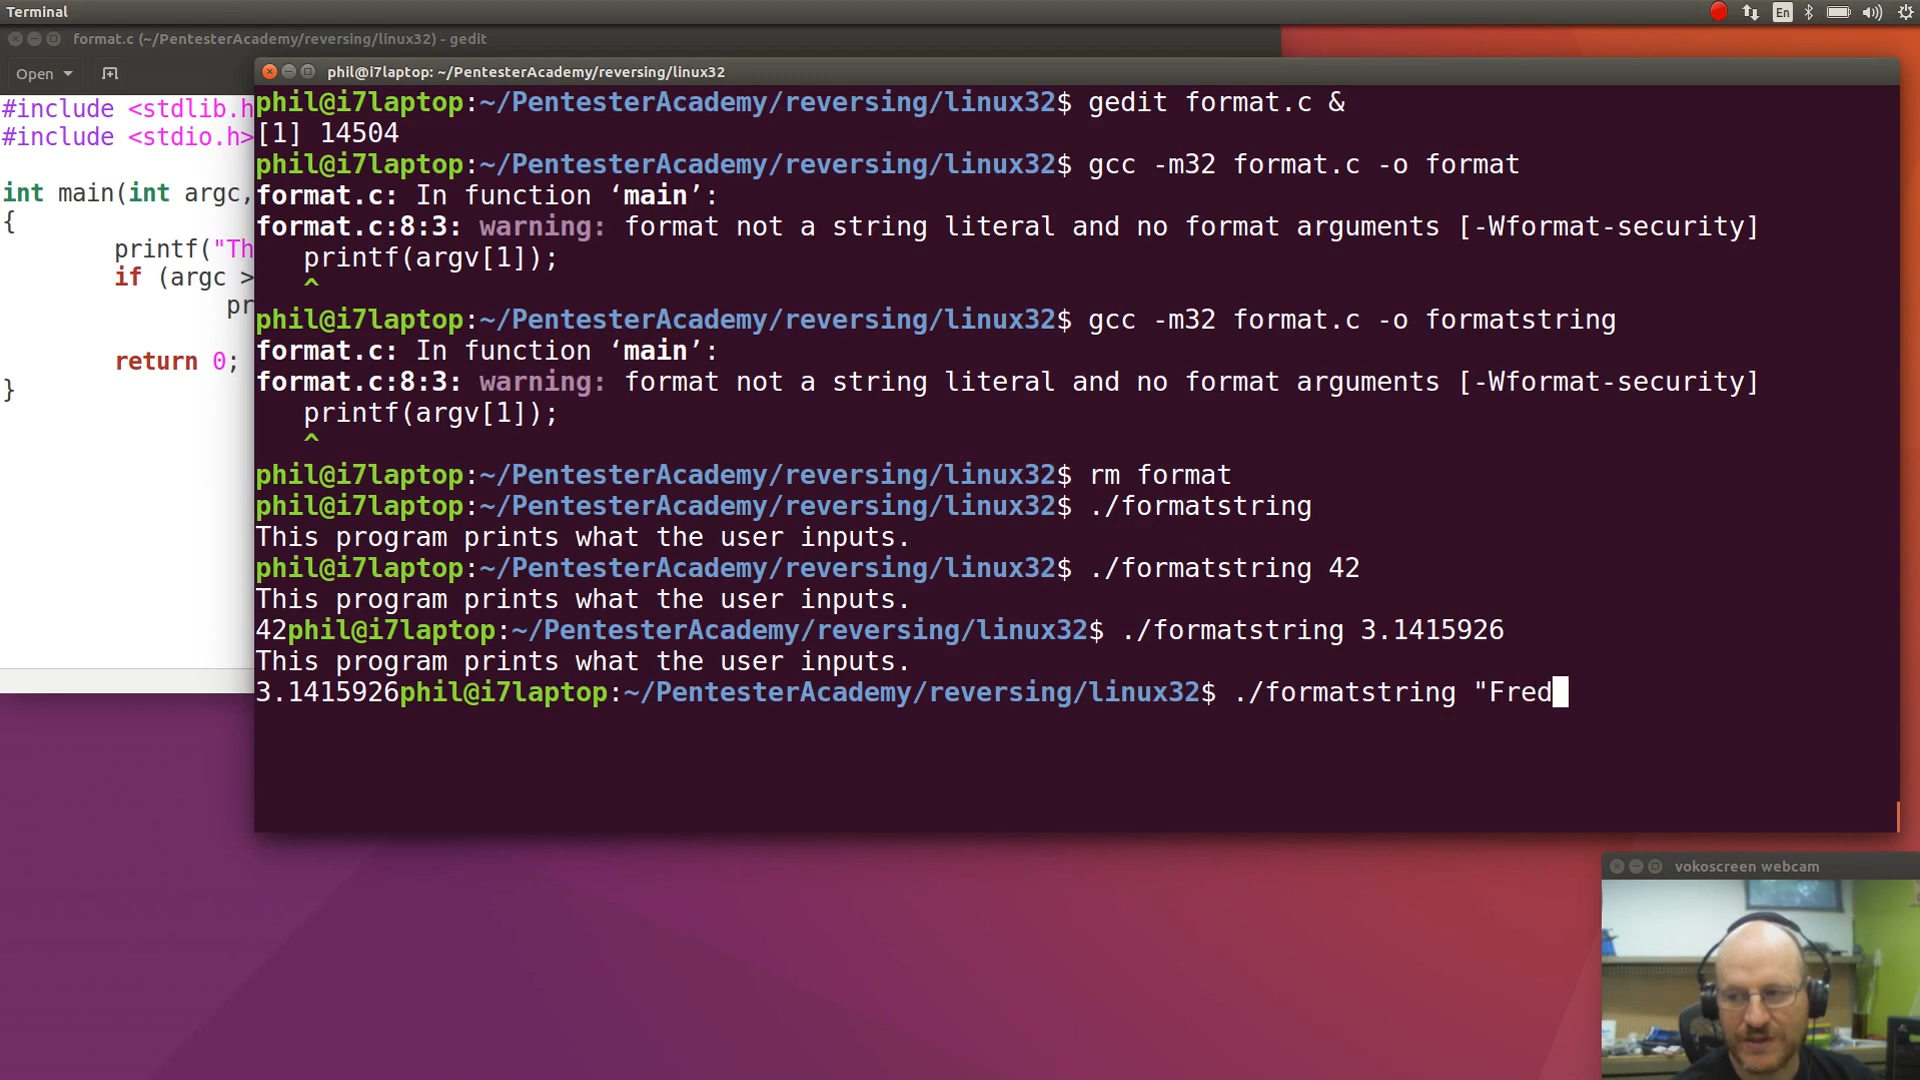 Terminal
En
format.c (~/PentesterAcademy/reversing/linux32) - gedit
Open
#include <stdlib.h
#include <stdio.h>
int main(int argc,
{
printf("Th
if (argc >
pr
return 0;
}
phil@i7laptop: ~/PentesterAcademy/reversing/linux32
phil@i7laptop:~/PentesterAcademy/reversing/linux32$ gedit format.c &
[1] 14504
phil@i7laptop:~/PentesterAcademy/reversing/linux32$ gcc -m32 format.c -o format
format.c: In function ‘main’:
format.c:8:3: warning: format not a string literal and no format arguments [-Wformat-security]
printf(argv[1]);
^
phil@i7laptop:~/PentesterAcademy/reversing/linux32$ gcc -m32 format.c -o formatstring
format.c: In function ‘main’:
format.c:8:3: warning: format not a string literal and no format arguments [-Wformat-security]
printf(argv[1]);
^
phil@i7laptop:~/PentesterAcademy/reversing/linux32$ rm format
phil@i7laptop:~/PentesterAcademy/reversing/linux32$ ./formatstring
This program prints what the user inputs.
phil@i7laptop:~/PentesterAcademy/reversing/linux32$ ./formatstring 42
This program prints what the user inputs.
42phil@i7laptop:~/PentesterAcademy/reversing/linux32$ ./formatstring 3.1415926
This program prints what the user inputs.
3.1415926phil@i7laptop:~/PentesterAcademy/reversing/linux32$ ./formatstring "Fred
vokoscreen webcam